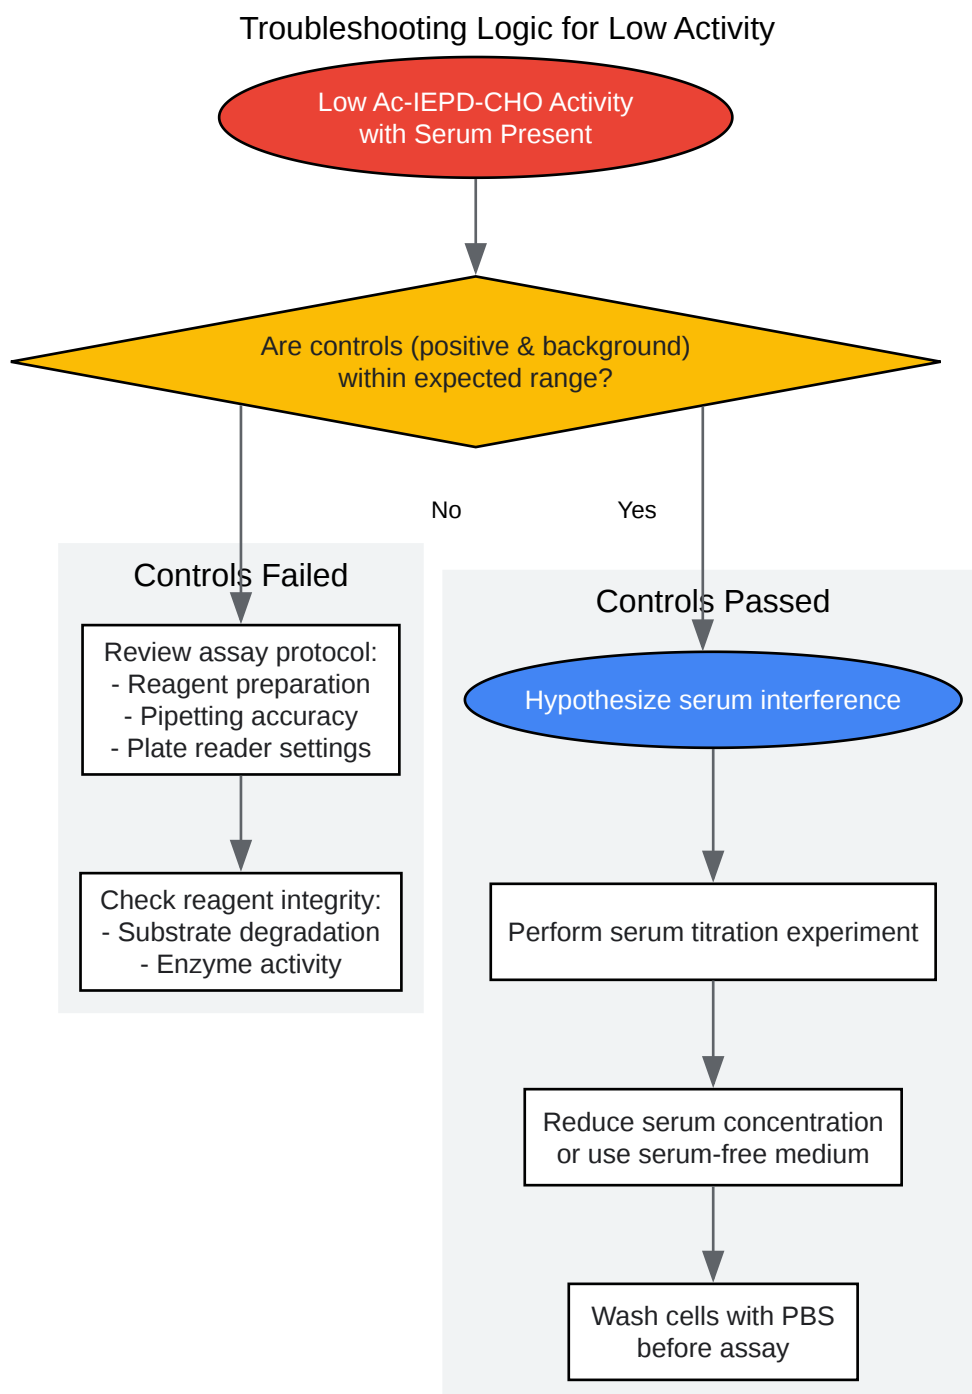 Troubleshooting Logic for Low Activity
Low Ac-IEPD-CHO Activity
with Serum Present
Are controls (positive & background)
within expected range?
No
Yes
Controls Failed
Review assay protocol:
- Reagent preparation
- Pipetting accuracy
- Plate reader settings
Check reagent integrity:
- Substrate degradation
- Enzyme activity
Controls Passed
Hypothesize serum interference
Perform serum titration experiment
Reduce serum concentration
or use serum-free medium
Wash cells with PBS
before assay